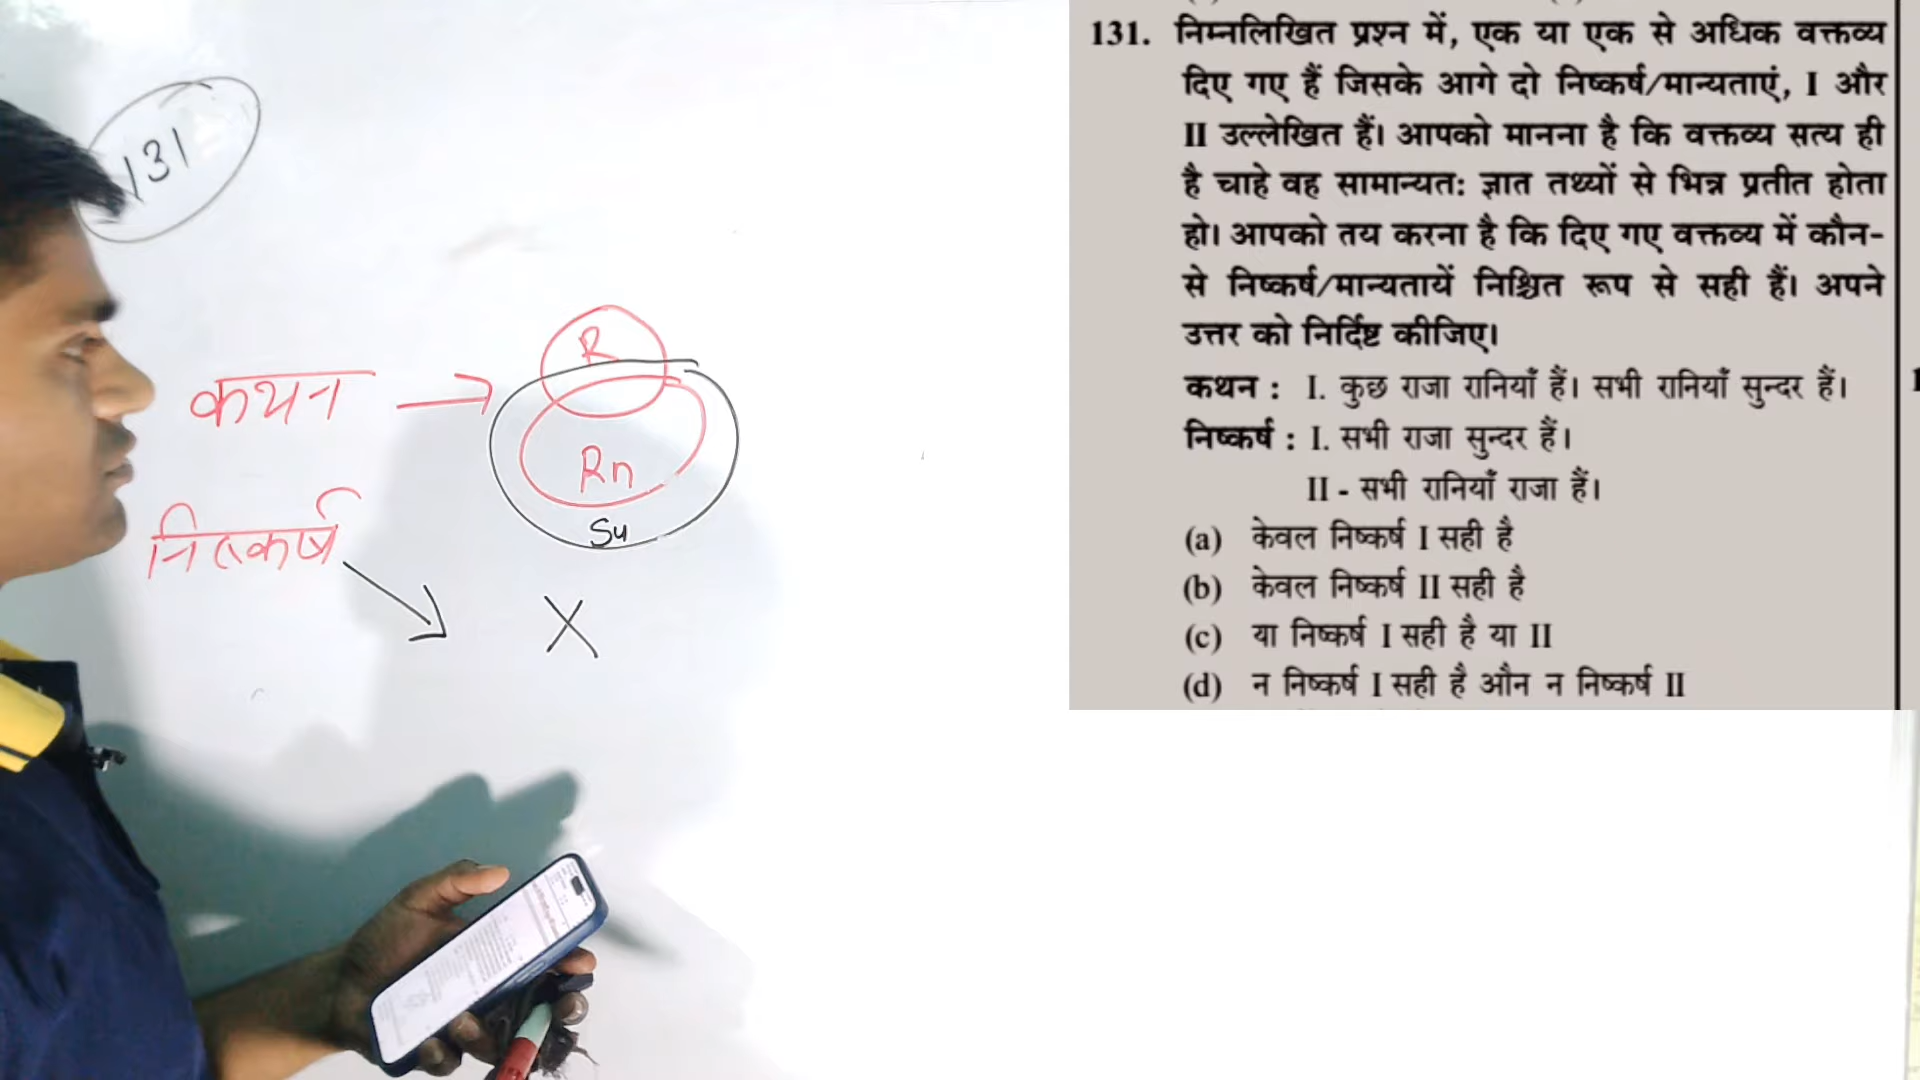 131
कथन
R
Rn
Su
निष्कर्ष
X
131. निम्नलिखित प्रश्न में, एक या एक से अधिक वक्तव्य
दिए गए हैं जिसके आगे दो निष्कर्ष/मान्यताएं, I और
II उल्लेखित हैं। आपको मानना है कि वक्तव्य सत्य ही
है चाहे वह सामान्यत: ज्ञात तथ्यों से भिन्न प्रतीत होता
हो। आपको तय करना है कि दिए गए वक्तव्य में कौन-
से निष्कर्ष/मान्यतायें निश्चित रूप से सही हैं। अपने
उत्तर को निर्दिष्ट कीजिए।
कथन : I. कुछ राजा रानियाँ हैं। सभी रानियाँ सुन्दर हैं।
निष्कर्ष : I. सभी राजा सुन्दर हैं।
II - सभी रानियाँ राजा हैं।
(a) केवल निष्कर्ष I सही है
(b) केवल निष्कर्ष II सही है
(c) या निष्कर्ष I सही है या II
(d) न निष्कर्ष I सही है औन न निष्कर्ष II